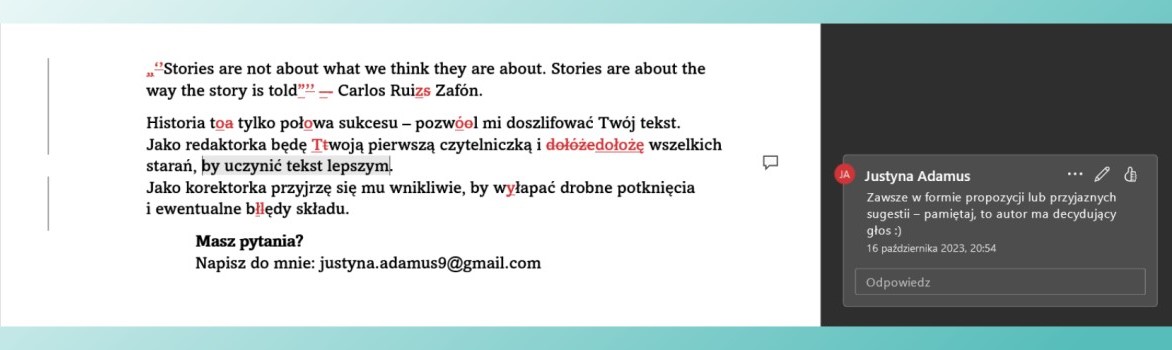 „‘’Stories are not about what we think they are about. Stories are about the
way the story is told”’’ — Carlos Ruizs Zafón.
Historia toa tylko połowa sukcesu – pozwóol mi doszlifować Twój tekst.
Jako redaktorka będę Ttwoją pierwszą czytelniczką i dołóżedołożę wszelkich
starań, by uczynić tekst lepszym.
Jako korektorka przyjrzę się mu wnikliwie, by wyłapać drobne potknięcia
i ewentualne błlędy składu.
Masz pytania?
Napisz do mnie: justyna.adamus9@gmail.com
JA Justyna Adamus
Zawsze w formie propozycji lub przyjaznych
sugestii – pamiętaj, to autor ma decydujący
głos :)
16 października 2023, 20:54
Odpowiedz